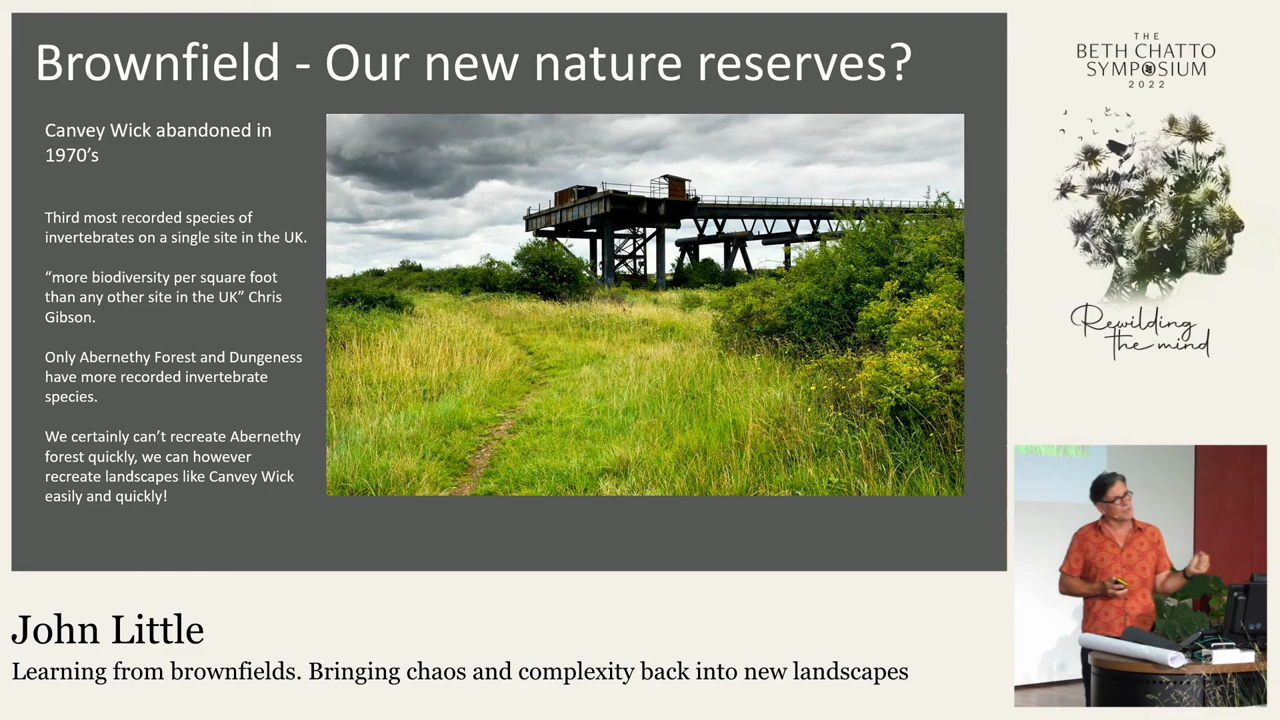 Brownfield - Our new nature reserves?
Canvey Wick abandoned in
1970’s
Third most recorded species of
invertebrates on a single site in the UK.
“more biodiversity per square foot
than any other site in the UK” Chris
Gibson.
Only Abernethy Forest and Dungeness
have more recorded invertebrate
species.
We certainly can’t recreate Abernethy
forest quickly, we can however
recreate landscapes like Canvey Wick
easily and quickly!
THE
BETH CHATTO
SYMPOSIUM
2022
Rewilding
the mind
John Little
Learning from brownfields. Bringing chaos and complexity back into new landscapes